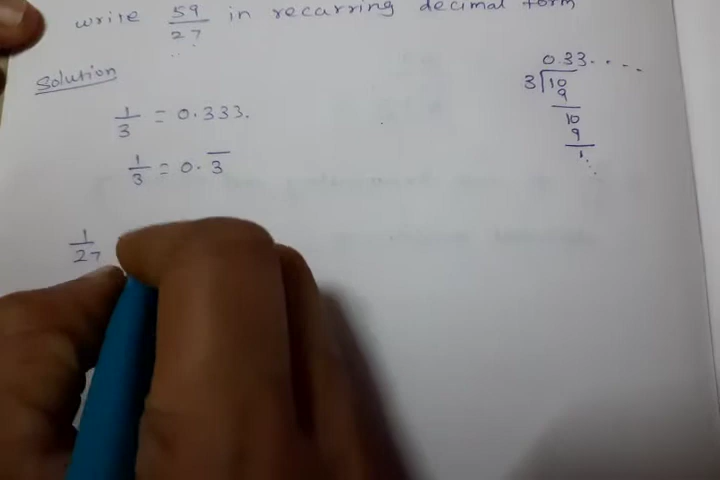 write 59/27 in recurring decimal form
Solution
1/3 = 0.333.
1/3 = 0.3̅
1/27
0.33....
3 10
9
10
9
1